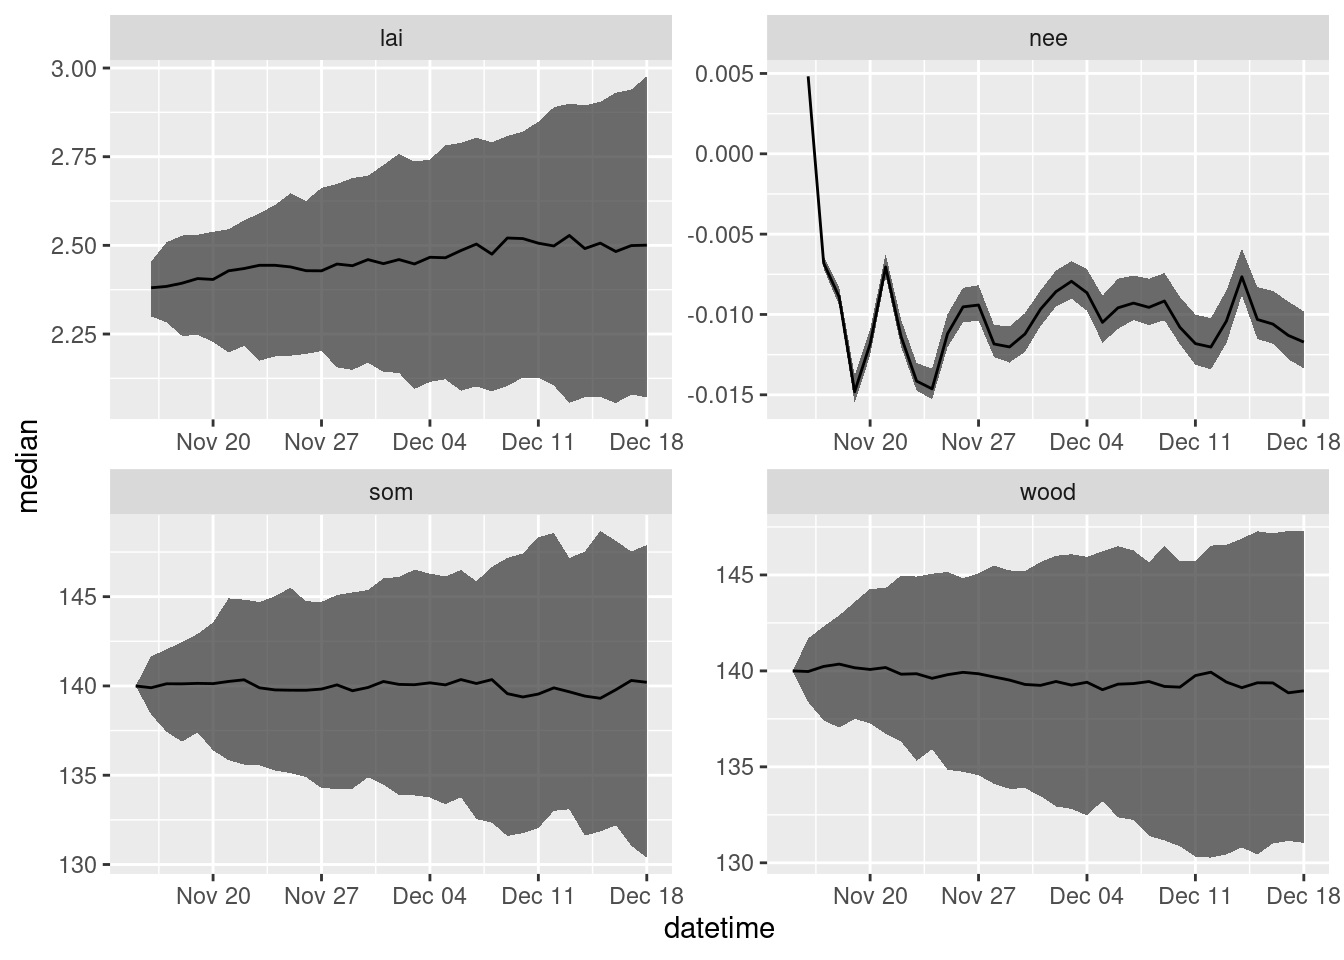 lai
nee
3.00
2.75
2.50
2.25
0.005
0.000
-0.005
-0.010
-0.015
Nov 20 Nov 27 Dec 04 Dec 11 Dec 18
Nov 20 Nov 27 Dec 04 Dec 11 Dec 18
median
som
wood
145
140
135
130
145
140
135
130
Nov 20 Nov 27 Dec 04 Dec 11 Dec 18
Nov 20 Nov 27 Dec 04 Dec 11 Dec 18
datetime